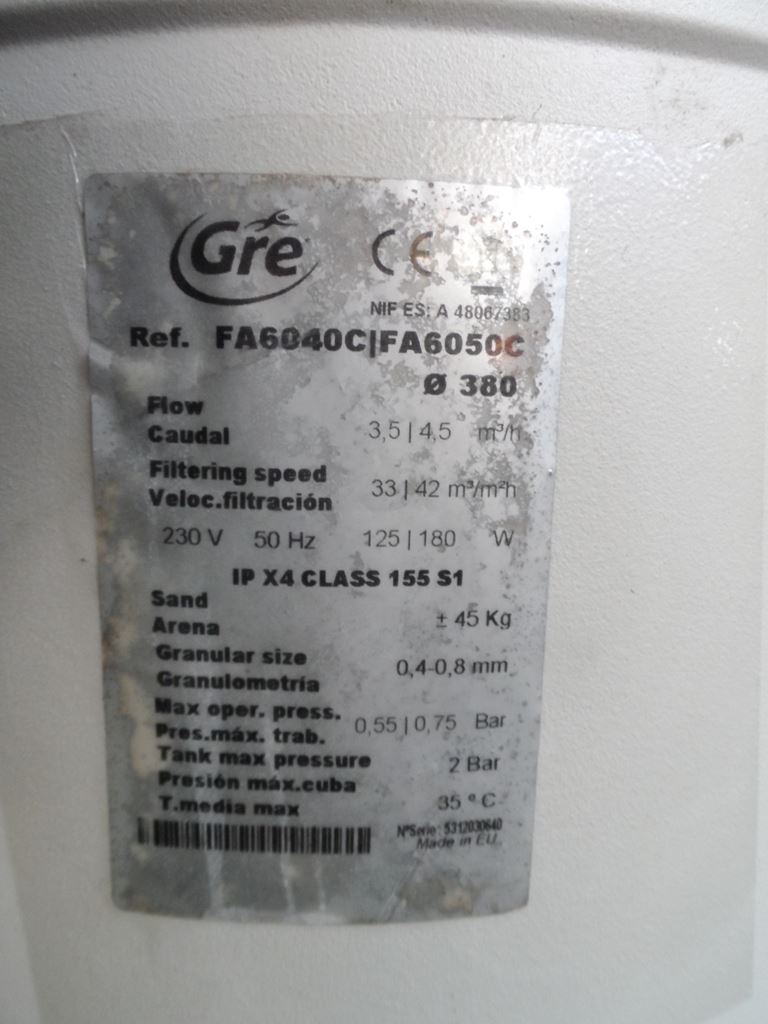 Gre CE
NIF ES: A 48067383
Ref. FA6040C|FA6050C
Ø 380
Flow
Caudal 3,5 | 4,5 m³/h
Filtering speed
Veloc.filtración 33 | 42 m³/m²h
230 V 50 Hz 125 | 180 W
IP X4 CLASS 155 S1
Sand
Arena ± 45 Kg
Granular size
Granulometría 0,4-0,8 mm
Max oper. press.
Pres.máx. trab. 0,55 | 0,75 Bar
Tank max pressure
Presión máx.cuba 2 Bar
T.media max 35 º C
NºSerie: 5312030640
Made in EU